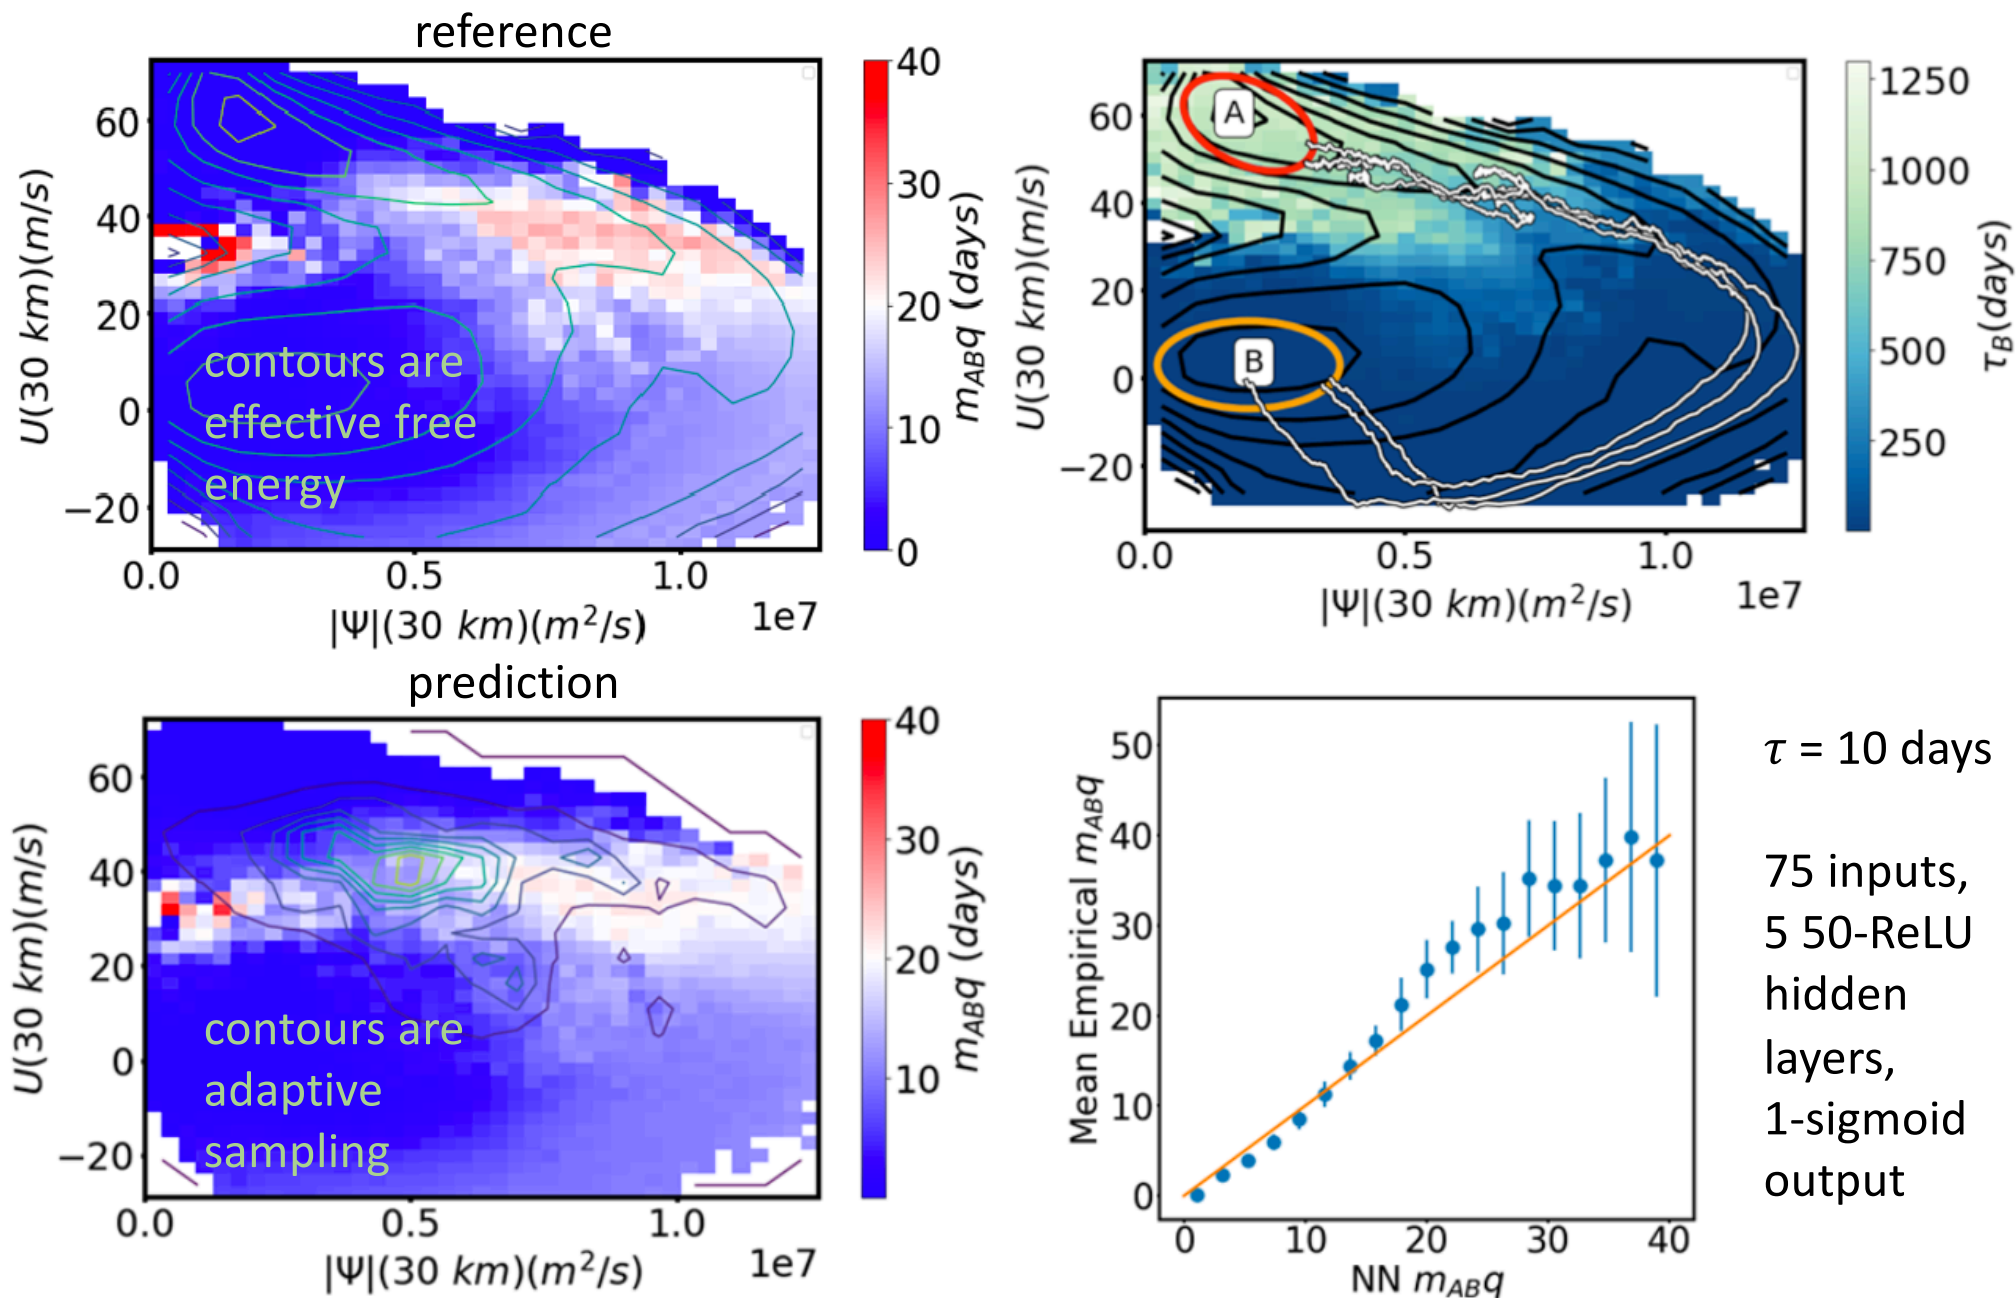 reference
60
40
20
0
−20
U(30 km)(m/s)
contours are
effective free
energy
0.0
0.5
1.0
1e7
|Ψ|(30 km)(m²/s)
40
30
20
10
0
m_ABq (days)
A
B
60
40
20
0
−20
U(30 km)(m/s)
0.0
0.5
1.0
1e7
|Ψ|(30 km)(m²/s)
1250
1000
750
500
250
τ_B(days)
prediction
60
40
20
0
−20
U(30 km)(m/s)
contours are
adaptive
sampling
0.0
0.5
1.0
1e7
|Ψ|(30 km)(m²/s)
40
30
20
10
m_ABq (days)
50
40
30
20
10
0
Mean Empirical m_ABq
0
10
20
30
40
NN m_ABq
τ = 10 days
75 inputs,
5 50-ReLU
hidden
layers,
1-sigmoid
output